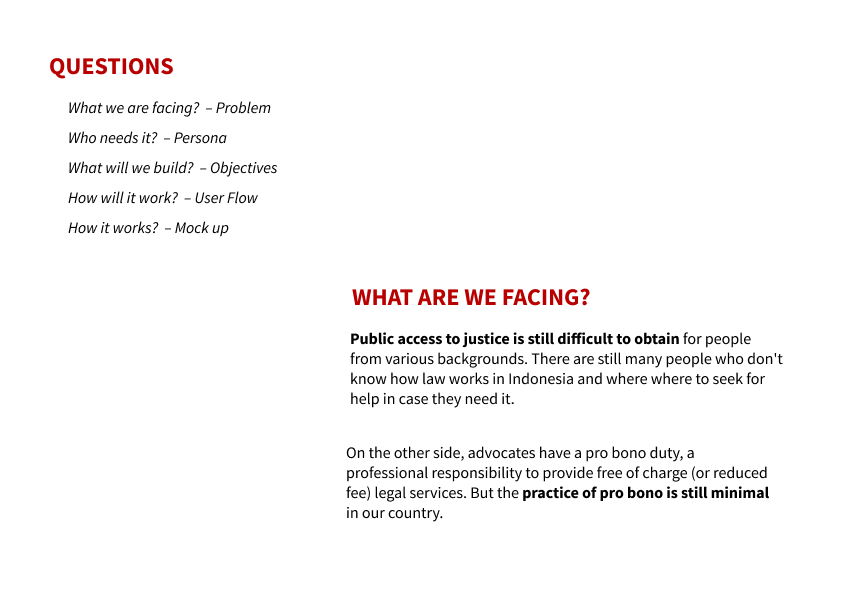 QUESTIONS
What we are facing? – Problem
Who needs it? – Persona
What will we build? – Objectives
How will it work? – User Flow
How it works? – Mock up
WHAT ARE WE FACING?
Public access to justice is still difficult to obtain for people
from various backgrounds. There are still many people who don't
know how law works in Indonesia and where where to seek for
help in case they need it.
On the other side, advocates have a pro bono duty, a
professional responsibility to provide free of charge (or reduced
fee) legal services. But the practice of pro bono is still minimal
in our country.